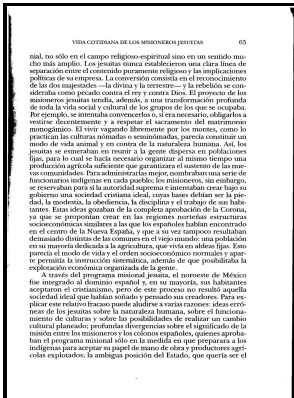 VIDA COTIDIANA DE LOS MISIONEROS JESUITAS 65
nial, no sólo en el campo religioso-espiritual sino en un sentido mu-
cho más amplio. Los jesuitas nunca establecieron una clara línea de
separación entre el contenido puramente religioso y las implicaciones
políticas de su empresa. La conversión consistía en el reconocimiento
de las dos majestades —la divina y la terrestre— y la rebelión se con-
sideraba como pecado contra el rey y contra Dios. El proyecto de los
misioneros jesuitas tendía, además, a una transformación profunda
de toda la vida social y cultural de los grupos de los que se ocupaba.
Por ejemplo, se intentaba convencerlos o, si era necesario, obligarlos a
vestirse decentemente y a respetar el sacramento del matrimonio
monogámico. El vivir vagando libremente por los montes, como lo
practican las culturas nómadas o seminómadas, parecía constituir un
modo de vida animal y en contra de la naturaleza humana. Así, los
jesuitas se esmeraban en reunir a la gente dispersa en poblaciones
fijas, para lo cual se hacía necesario organizar al mismo tiempo una
producción agrícola suficiente que garantizara el sustento de las nue-
vas comunidades. Para administrarlas mejor, nombraban una serie de
funcionarios indígenas en cada pueblo; los misioneros, sin embargo,
se reservaban para sí la autoridad suprema e intentaban crear bajo su
gobierno una sociedad cristiana ideal, cuyas bases debían ser la pie-
dad, la modestia, la obediencia, la disciplina y el trabajo de sus habi-
tantes. Estas ideas gozaban de la completa aprobación de la Corona,
ya que se proponían crear en las regiones norteñas estructuras
socioeconómicas similares a las que los españoles habían encontrado
en el centro de la Nueva España, y que a su vez tampoco resultaban
demasiado distintas de las comunes en el viejo mundo: una población
en su mayoría dedicada a la agricultura, que vivía en aldeas fijas. Esto
parecía el modo de vida y el orden socioeconómico normales y apar-
te permitía la instrucción sistemática, además de que posibilitaba la
explotación económica organizada de la gente.
A través del programa misional jesuita, el noroeste de México
fue integrado al dominio español y, en su mayoría, sus habitantes
aceptaron el cristianismo, pero de este proceso no resultó aquella
sociedad ideal que habían soñado y pensado sus creadores. Para ex-
plicar este relativo fracaso puede aludirse a varias razones: ideas erró-
neas de los jesuitas sobre la naturaleza humana, sobre el funciona-
miento de culturas y sobre las posibilidades de realizar un cambio
cultural planeado; profundas divergencias sobre el significado de la
misión entre los misioneros y los colonos españoles, quienes aproba-
ban el programa misional sólo en la medida en que preparara a los
indígenas para aceptar su papel de mano de obra y productores agrí-
colas explotados; la ambigua posición del Estado, que quería ser el